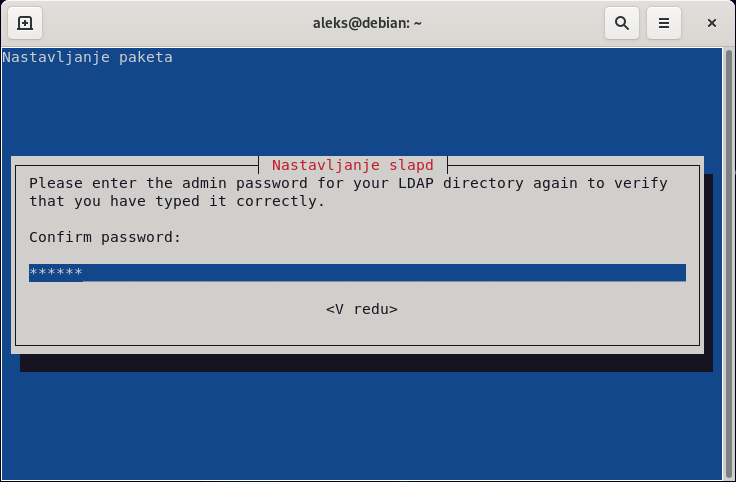 aleks@debian: ~
Nastavljanje paketa
Nastavljanje slapd
Please enter the admin password for your LDAP directory again to verify
that you have typed it correctly.
Confirm password:
******
<V redu>